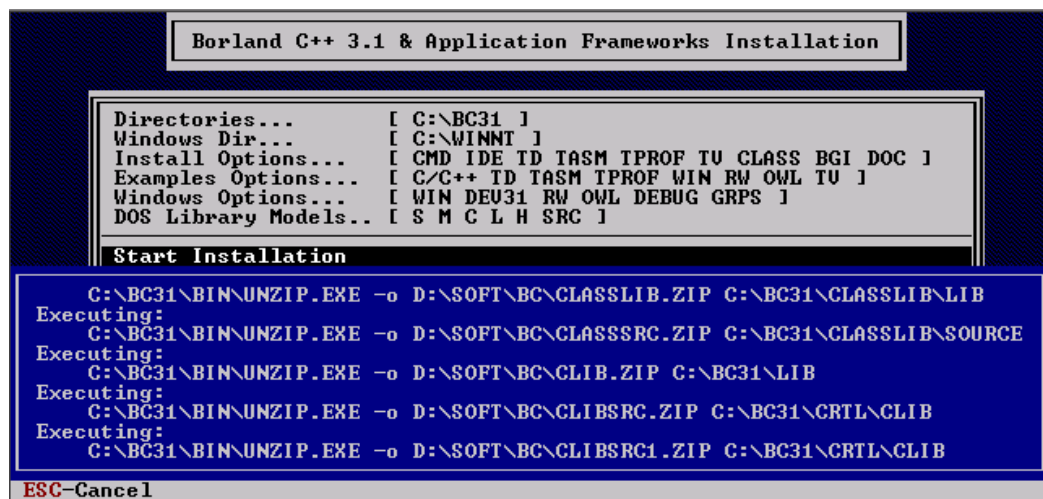 Borland C++ 3.1 & Application Frameworks Installation
Directories... [ C:\BC31 ]
Windows Dir... [ C:\WINNT ]
Install Options... [ CMD IDE TD TASM TPROF TV CLASS BGI DOC ]
Examples Options... [ C/C++ TD TASM TPROF WIN RW OWL TV ]
Windows Options... [ WIN DEV31 RW OWL DEBUG GRPS ]
DOS Library Models.. [ S M C L H SRC ]
Start Installation
C:\BC31\BIN\UNZIP.EXE -o D:\SOFT\BC\CLASSLIB.ZIP C:\BC31\CLASSLIB\LIB
Executing:
C:\BC31\BIN\UNZIP.EXE -o D:\SOFT\BC\CLASSSRC.ZIP C:\BC31\CLASSLIB\SOURCE
Executing:
C:\BC31\BIN\UNZIP.EXE -o D:\SOFT\BC\CLIB.ZIP C:\BC31\LIB
Executing:
C:\BC31\BIN\UNZIP.EXE -o D:\SOFT\BC\CLIBSRC.ZIP C:\BC31\CRTL\CLIB
Executing:
C:\BC31\BIN\UNZIP.EXE -o D:\SOFT\BC\CLIBSRC1.ZIP C:\BC31\CRTL\CLIB
ESC-Cancel